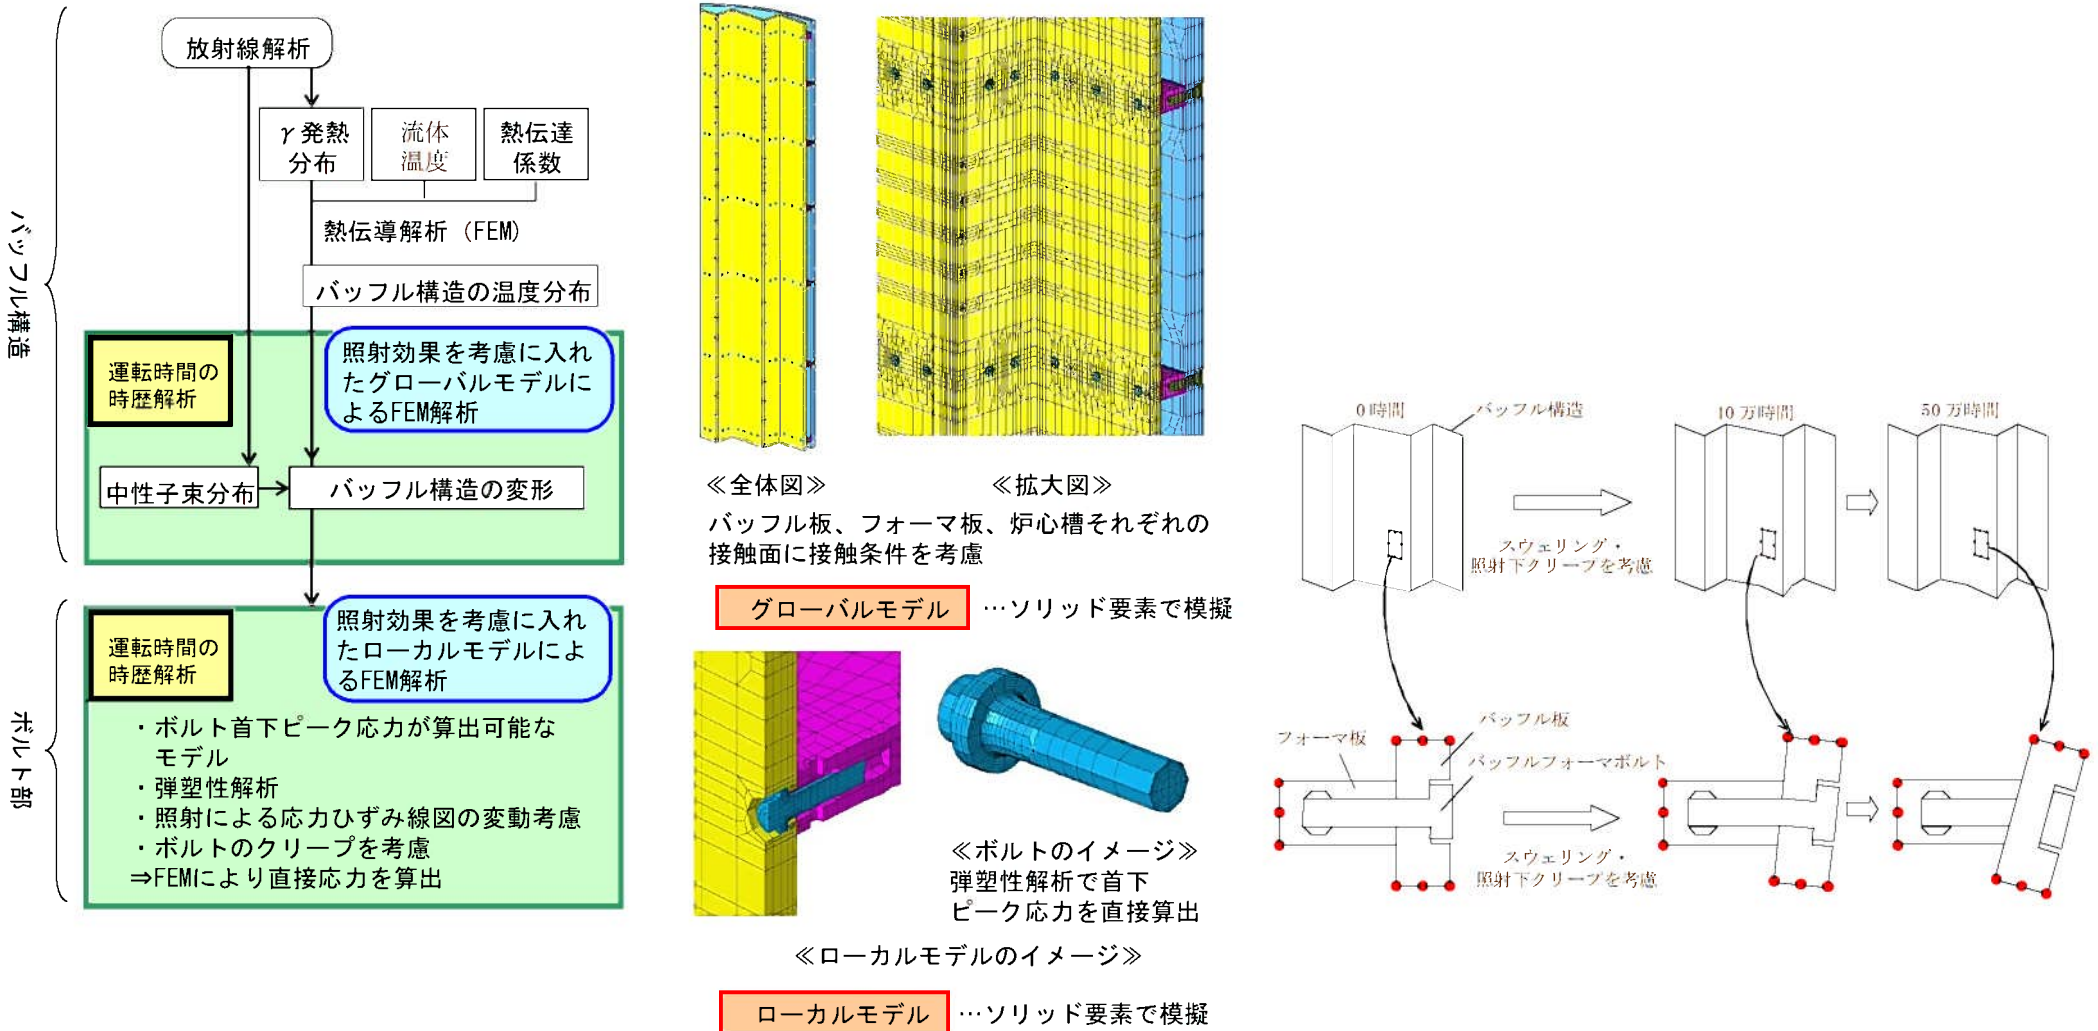 放射線解析
γ発熱
分布
流体
温度
熱伝達
係数
熱伝導解析 (FEM)
バッフル構造の温度分布
バッフル構造
運転時間の
時歴解析
照射効果を考慮に入れ
たグローバルモデルに
よるFEM解析
中性子束分布
バッフル構造の変形
ボルト部
運転時間の
時歴解析
照射効果を考慮に入れ
たローカルモデルによ
るFEM解析
・ボルト首下ピーク応力が算出可能な
モデル
・弾塑性解析
・照射による応力ひずみ線図の変動考慮
・ボルトのクリープを考慮
⇒FEMにより直接応力を算出
≪全体図≫
≪拡大図≫
バッフル板、フォーマ板、炉心槽それぞれの
接触面に接触条件を考慮
グローバルモデル
…ソリッド要素で模擬
≪ボルトのイメージ≫
弾塑性解析で首下
ピーク応力を直接算出
≪ローカルモデルのイメージ≫
ローカルモデル
…ソリッド要素で模擬
0時間
バッフル構造
10万時間
50万時間
スウェリング・
照射下クリープを考慮
フォーマ板
バッフル板
バッフルフォーマボルト
スウェリング・
照射下クリープを考慮